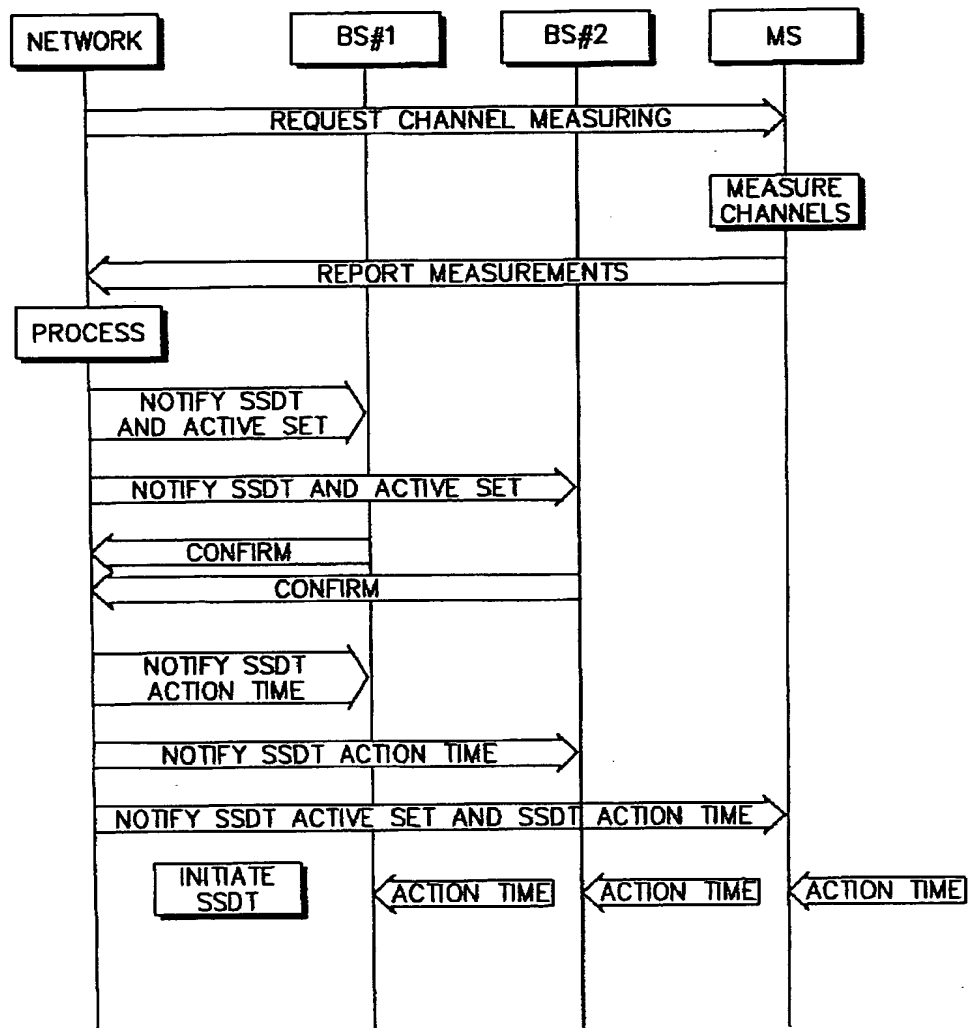 NETWORK
BS#1
BS#2
MS
REQUEST CHANNEL MEASURING
MEASURE
CHANNELS
REPORT MEASUREMENTS
PROCESS
NOTIFY SSDT
AND ACTIVE SET
NOTIFY SSDT AND ACTIVE SET
CONFIRM
CONFIRM
NOTIFY SSDT
ACTION TIME
NOTIFY SSDT ACTION TIME
NOTIFY SSDT ACTIVE SET AND SSDT ACTION TIME
INITIATE
SSDT
ACTION TIME
ACTION TIME
ACTION TIME